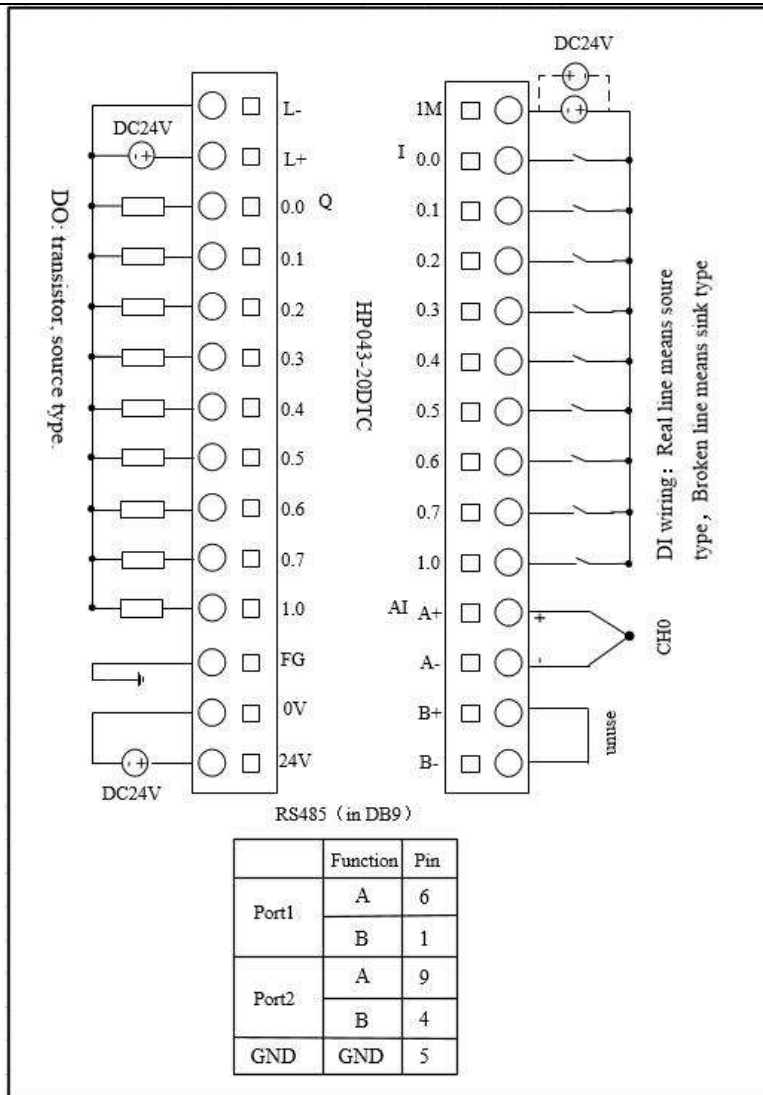 DC24V
L-
DC24V
L+
0.0 Q
0.1
0.2
0.3
0.4
0.5
0.6
0.7
1.0
FG
0V
24V
DC24V
DO: transistor, source type.
HP043-20DTC
1M
I 0.0
0.1
0.2
0.3
0.4
0.5
0.6
0.7
1.0
AI A+
A-
B+
B-
+
-
CH0
unuse
DI wiring: Real line means soure
type, Broken line means sink type
RS485 (in DB9)
Function Pin
Port1 A 6
B 1
Port2 A 9
B 4
GND GND 5